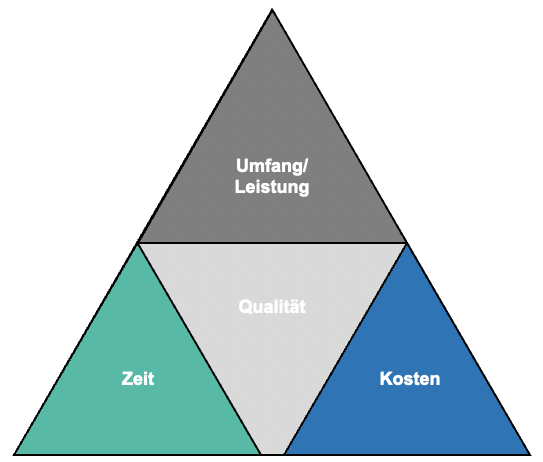 Umfang/
Leistung
Qualität
Zeit
Kosten